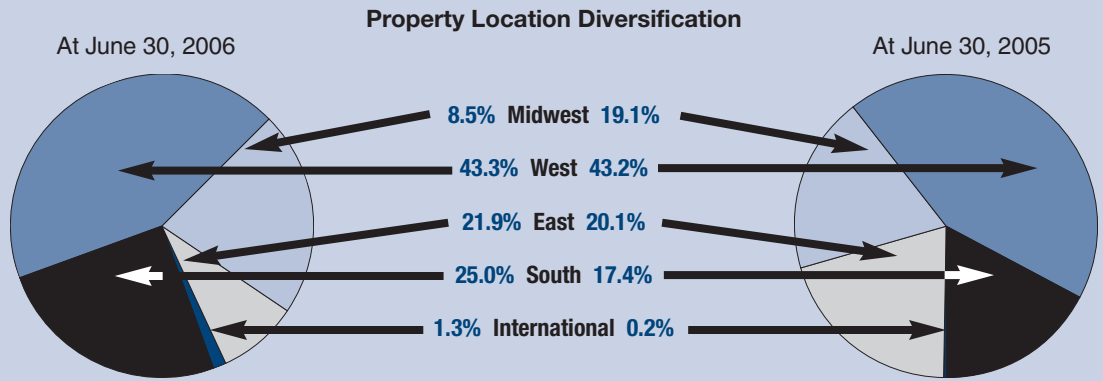 Property Location Diversification
At June 30, 2006
At June 30, 2005
8.5% Midwest 19.1%
43.3% West 43.2%
21.9% East 20.1%
25.0% South 17.4%
1.3% International 0.2%